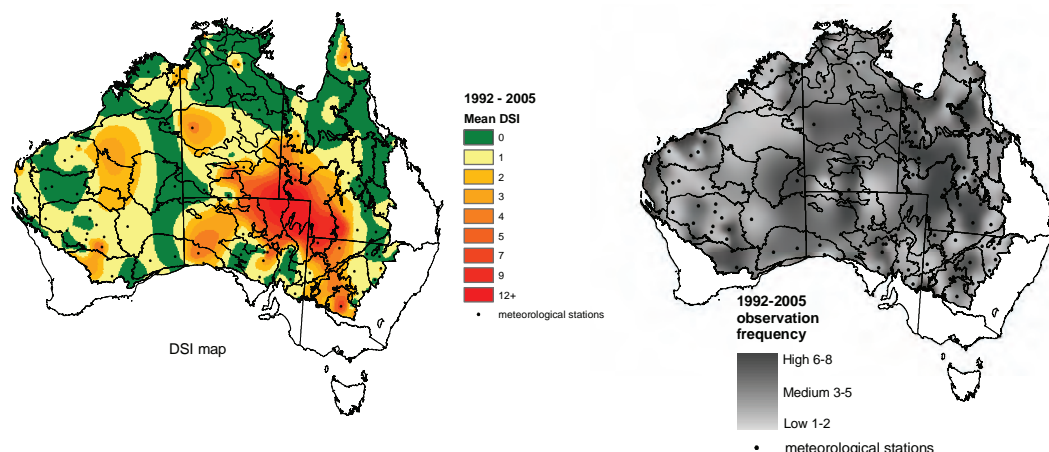 1992 - 2005
Mean DSI
0
1
2
3
4
5
7
9
12+
meteorological stations
DSI map
1992-2005
observation
frequency
High 6-8
Medium 3-5
Low 1-2
meteorological stations